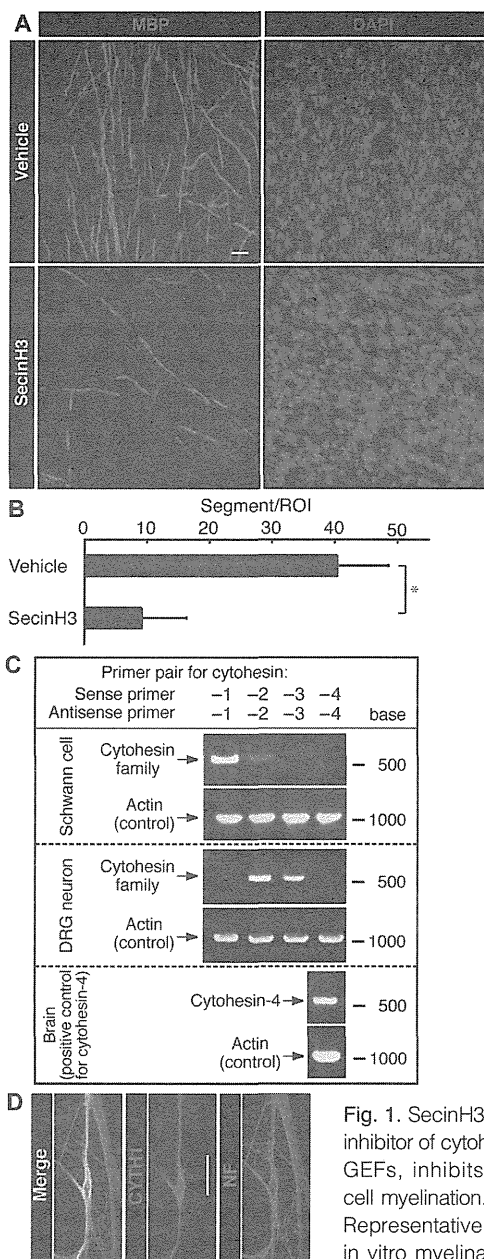 A
MBP DAPI
Vehicle
SecinH3
B
Segment/ROI
0 10 20 30 40 50
Vehicle
SecinH3
*
C
Primer pair for cytohesin:
Sense primer –1 –2 –3 –4
Antisense primer –1 –2 –3 –4 base
Schwann cell
Cytohesin family – 500
Actin (control) – 1000
DRG neuron
Cytohesin family – 500
Actin (control) – 1000
Brain (positive control for cytohesin-4)
Cytohesin-4 – 500
Actin (control) – 1000
D
Merge CYTH1 NF
Fig. 1. SecinH3
inhibitor of cytoh
GEFs, inhibits
cell myelination.
Representative
in vitro myelina